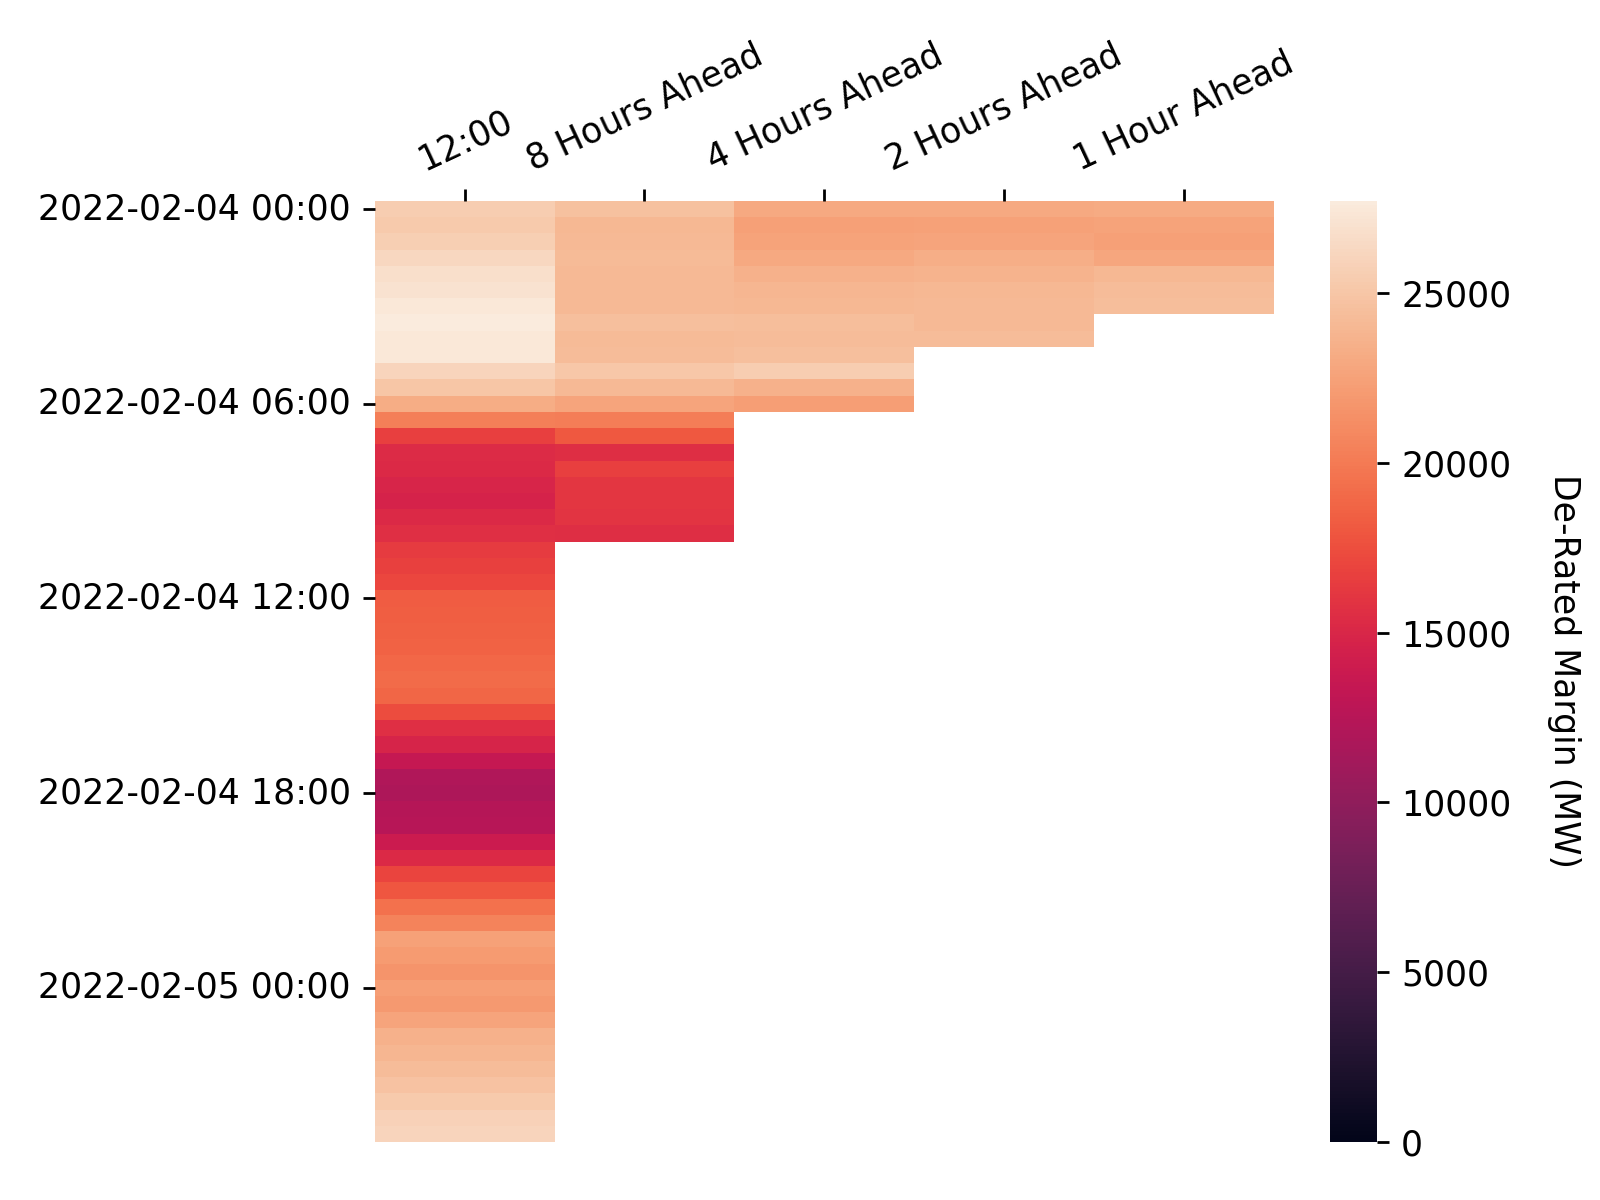 12:00
8 Hours Ahead
4 Hours Ahead
2 Hours Ahead
1 Hour Ahead
2022-02-04 00:00
2022-02-04 06:00
2022-02-04 12:00
2022-02-04 18:00
2022-02-05 00:00
25000
20000
15000
10000
5000
0
De-Rated Margin (MW)